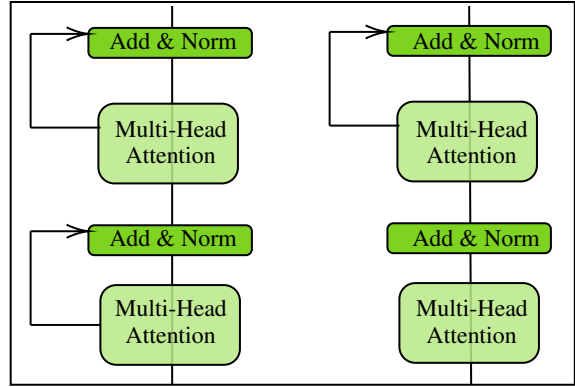 Add & Norm
Multi-Head
Attention
Add & Norm
Multi-Head
Attention
Add & Norm
Multi-Head
Attention
Add & Norm
Multi-Head
Attention